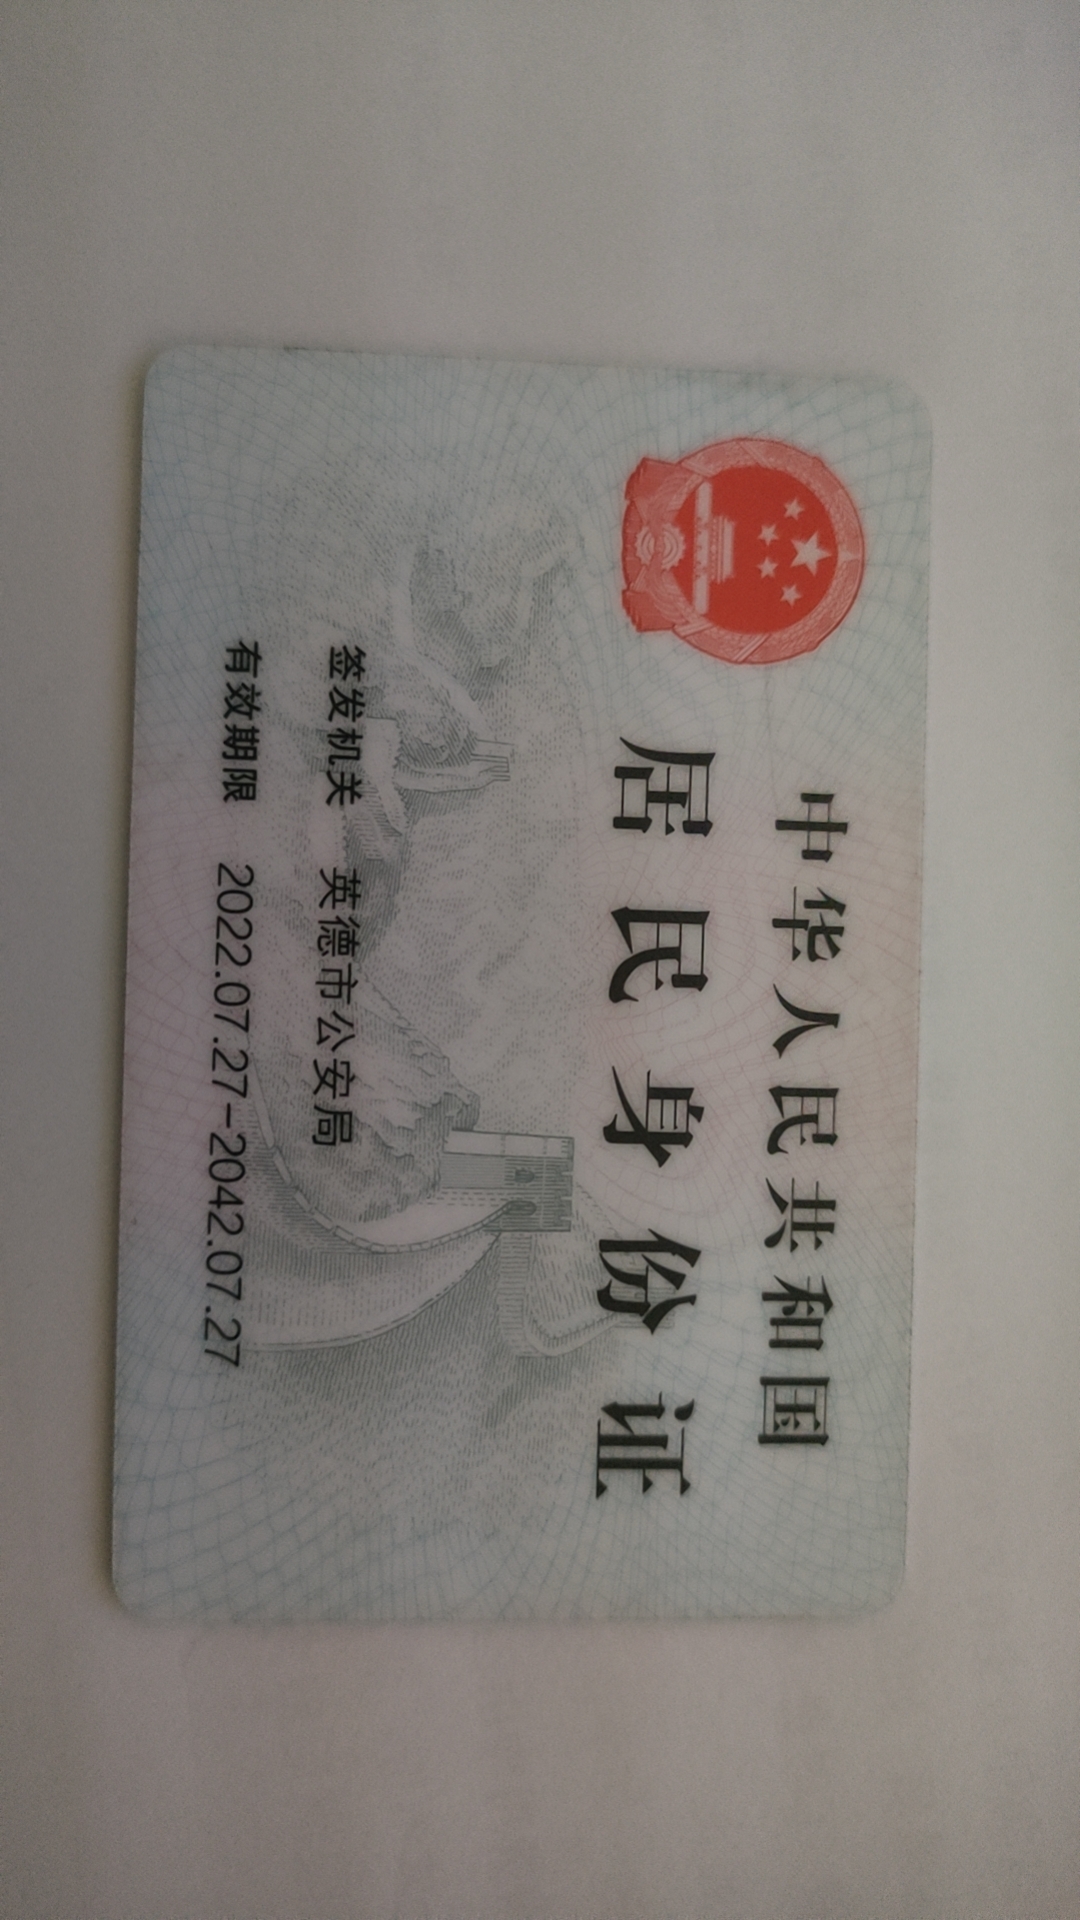 中华人民共和国
居民身份证
签发机关 英德市公安局
有效期限 2022.07.27-2042.07.27